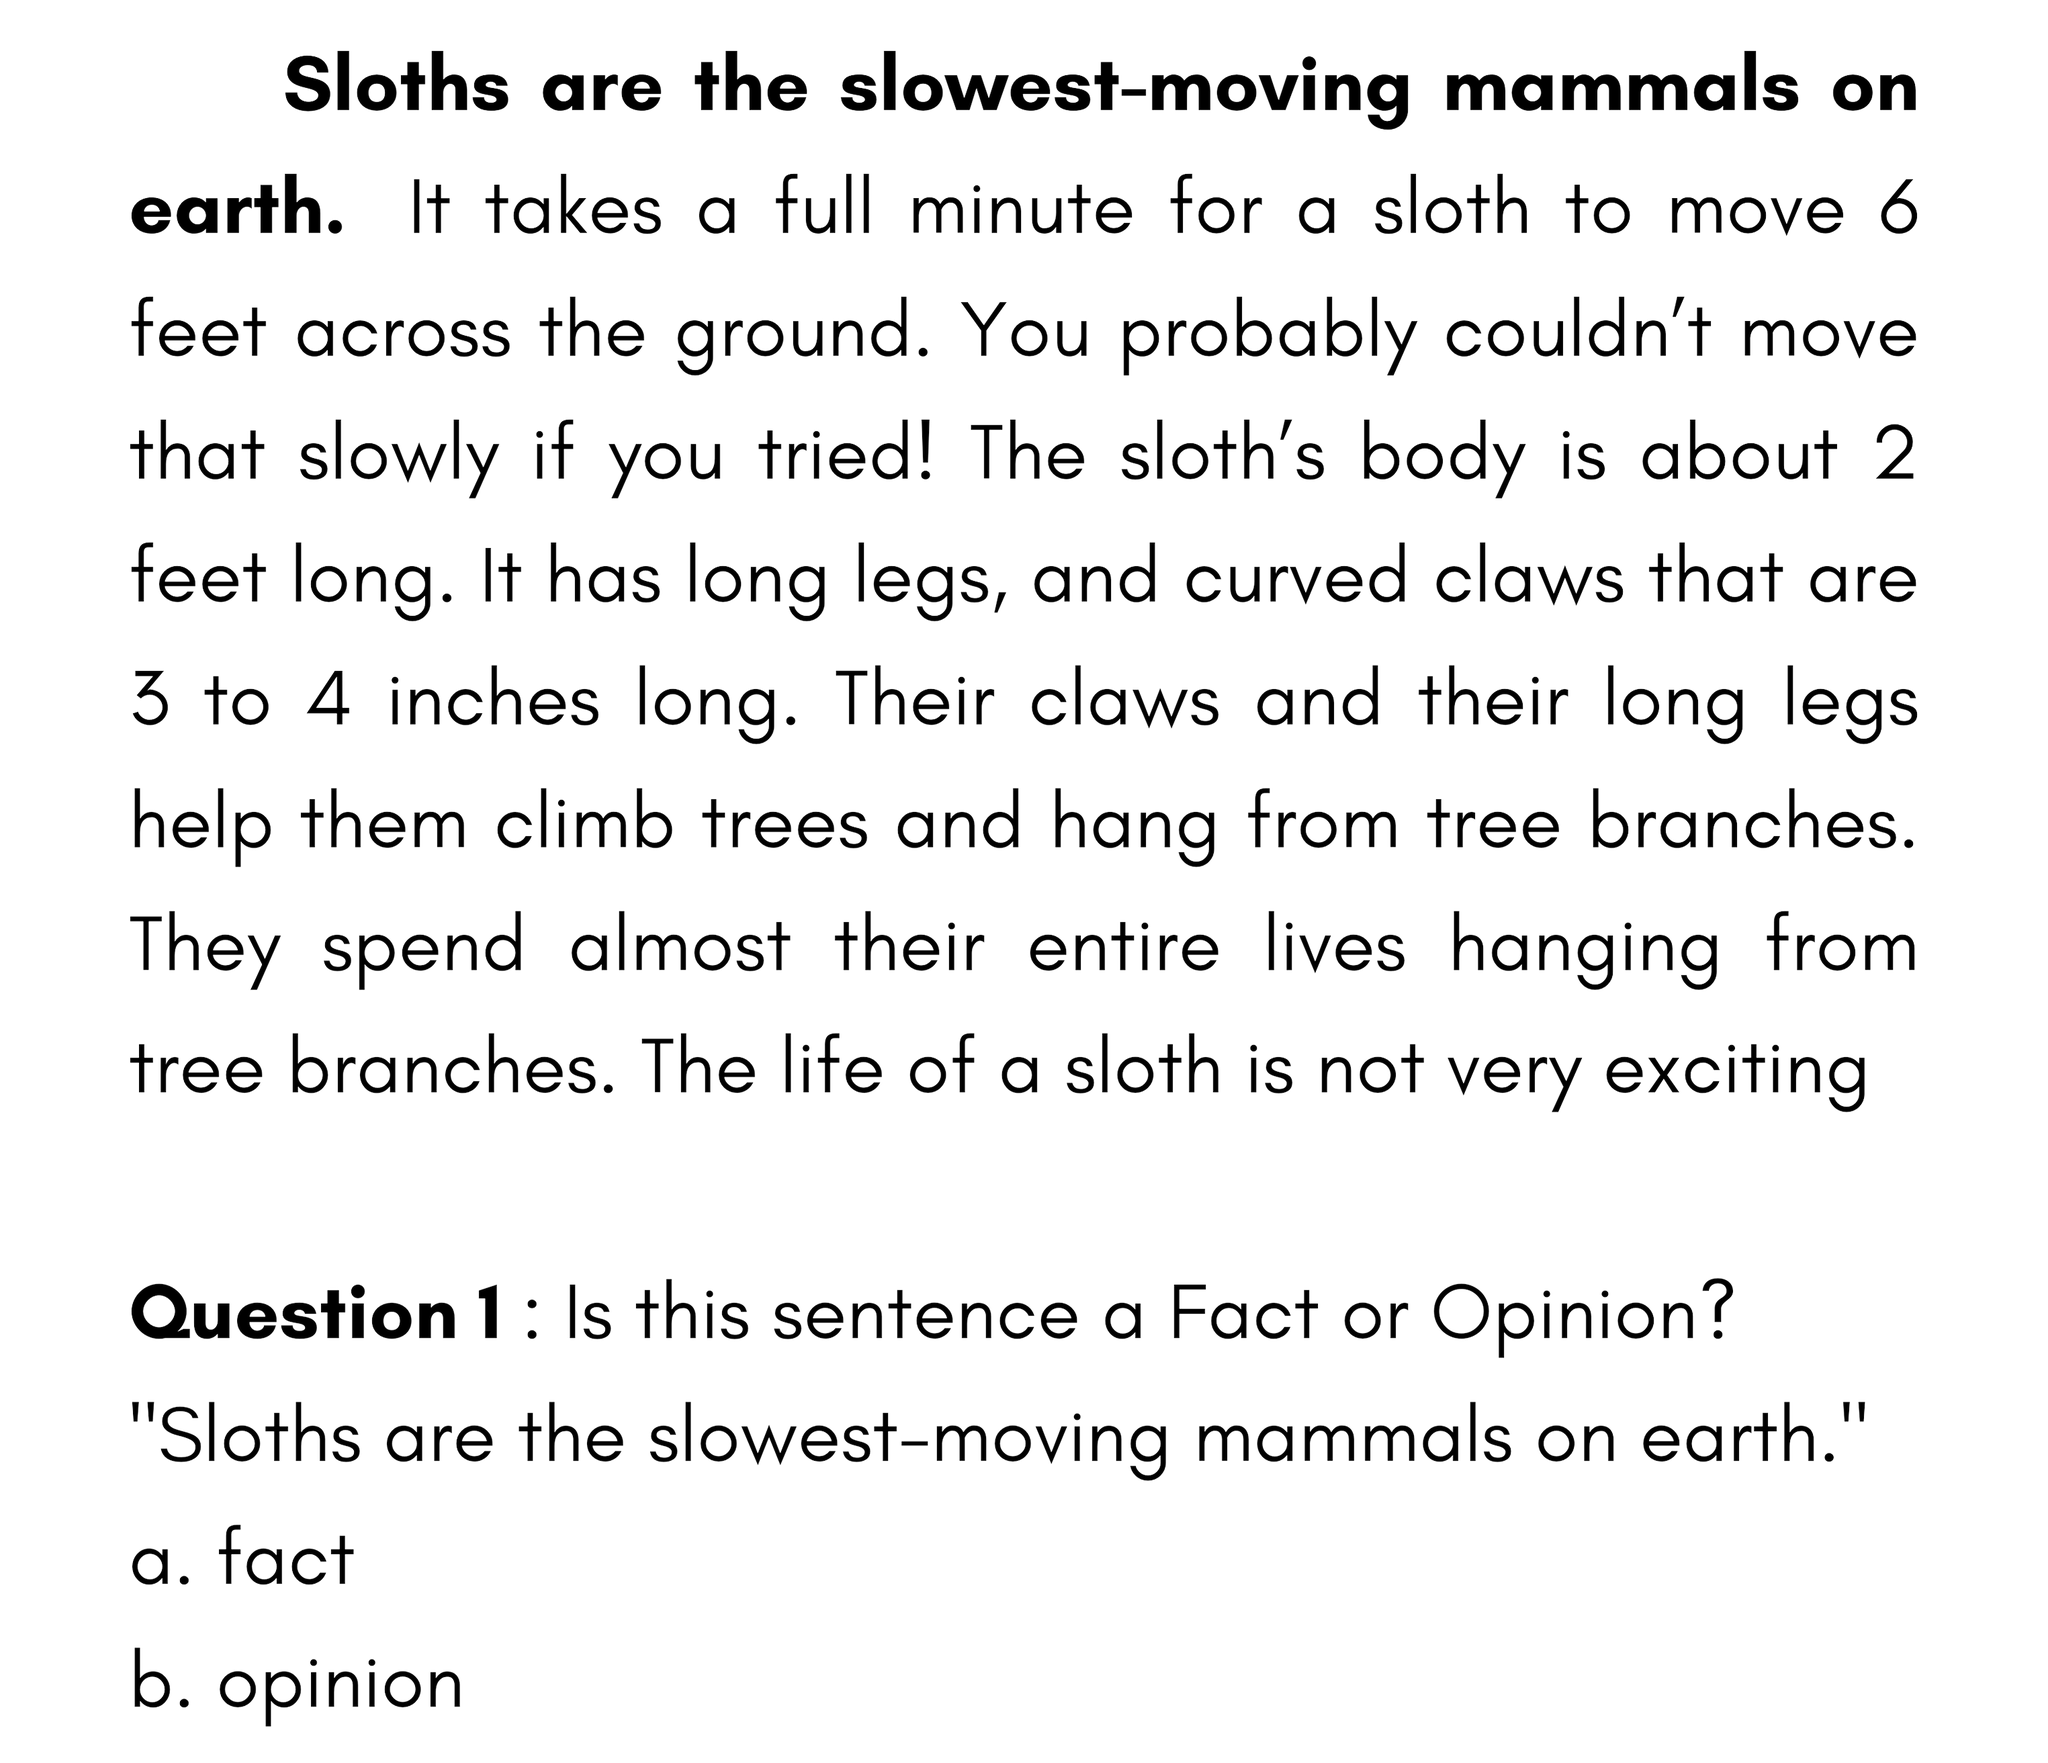 Sloths are the slowest-moving mammals on
earth. It takes a full minute for a sloth to move 6
feet across the ground. You probably couldn’t move
that slowly if you tried! The sloth’s body is about 2
feet long. It has long legs, and curved claws that are
3 to 4 inches long. Their claws and their long legs
help them climb trees and hang from tree branches.
They spend almost their entire lives hanging from
tree branches. The life of a sloth is not very exciting
Question 1 : Is this sentence a Fact or Opinion?
"Sloths are the slowest-moving mammals on earth."
a. fact
b. opinion